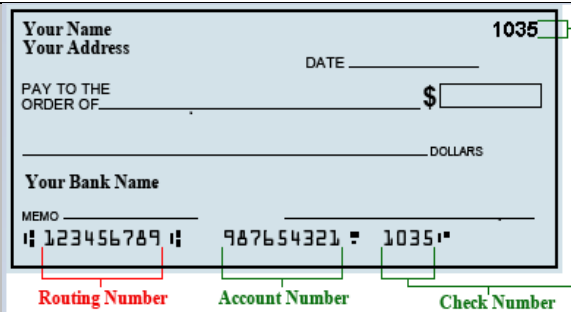 Your Name 1035
Your Address
DATE
PAY TO THE
ORDER OF $
DOLLARS
Your Bank Name
MEMO
⑆123456789⑆ 987654321⑈ 1035⑈
Routing Number Account Number Check Number